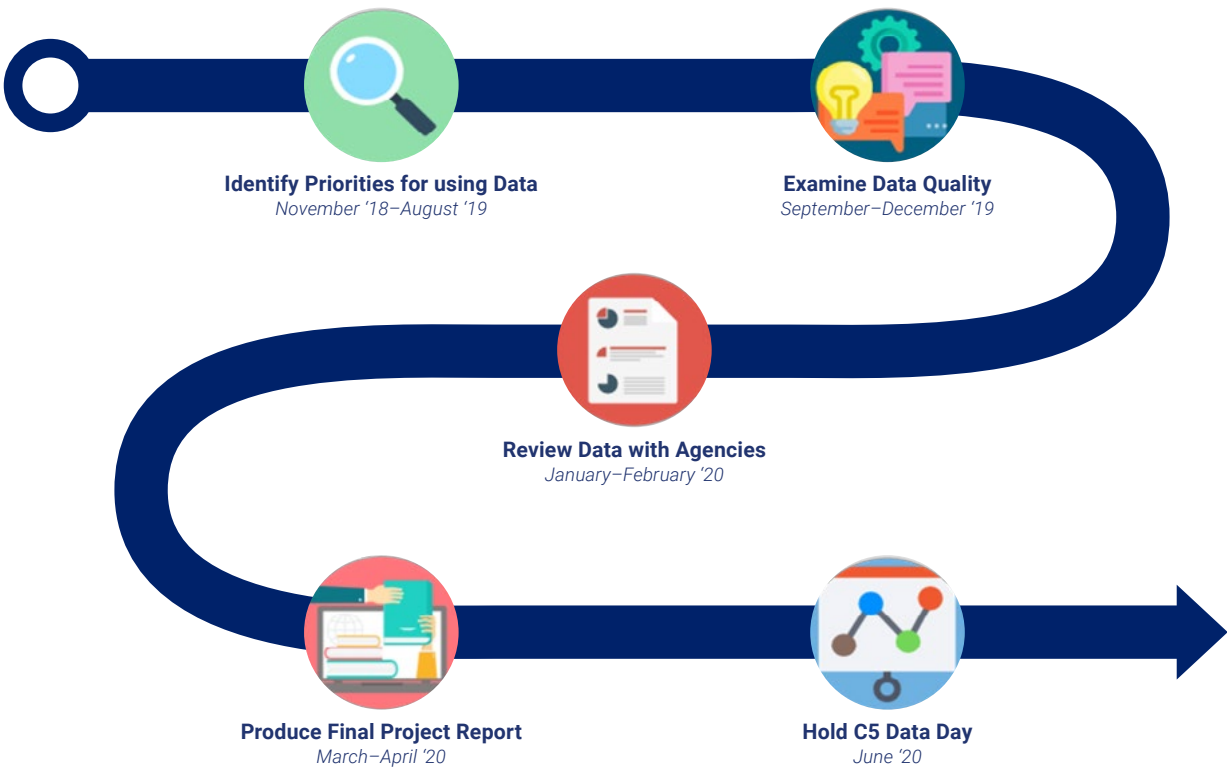 Identify Priorities for using Data
November ‘18–August ‘19
Examine Data Quality
September–December ‘19
Review Data with Agencies
January–February ‘20
Produce Final Project Report
March–April ‘20
Hold C5 Data Day
June ‘20